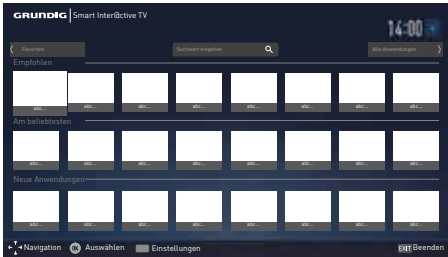 GRUNDIG Smart Inter@ctive TV
14:00
Favoriten
Suchwort eingeben
Alle Anwendungen
Empfohlen
abc... abc... abc... abc... abc... abc... abc... abc...
Am beliebtesten
abc... abc... abc... abc... abc... abc... abc... abc...
Neue Anwendungen
abc... abc... abc... abc... abc... abc... abc... abc...
Navigation OK Auswählen Einstellungen EXIT Beenden